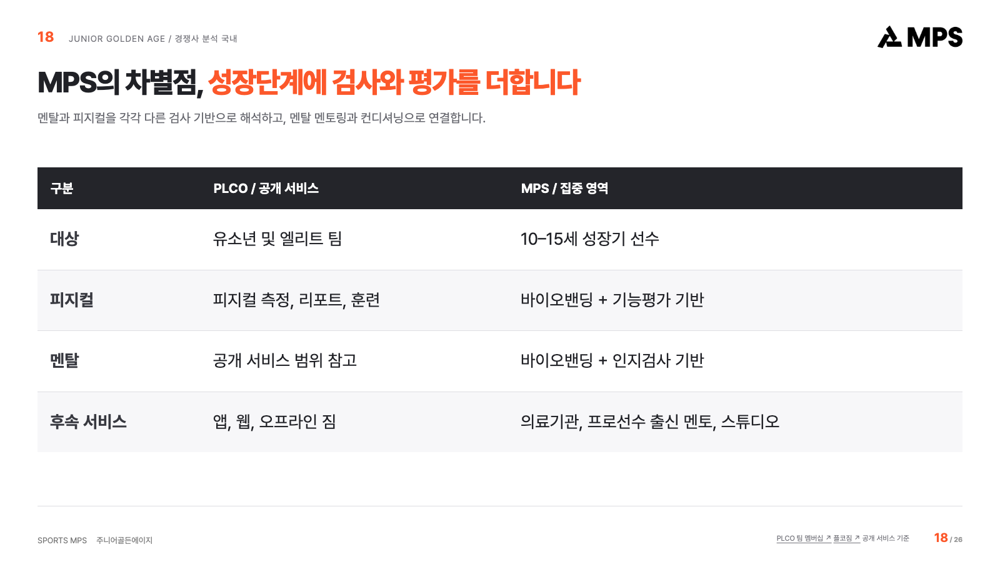 18 JUNIOR GOLDEN AGE / 경쟁사 분석 국내
MPS
MPS의 차별점, 성장단계에 검사와 평가를 더합니다
멘탈과 피지컬을 각각 다른 검사 기반으로 해석하고, 멘탈 멘토링과 컨디셔닝으로 연결합니다.
구분 PLCO / 공개 서비스 MPS / 집중 영역
대상 유소년 및 엘리트 팀 10–15세 성장기 선수
피지컬 피지컬 측정, 리포트, 훈련 바이오밴딩 + 기능평가 기반
멘탈 공개 서비스 범위 참고 바이오밴딩 + 인지검사 기반
후속 서비스 앱, 웹, 오프라인 짐 의료기관, 프로선수 출신 멘토, 스튜디오
SPORTS MPS 주니어골든에이지 PLCO 팀 멤버십 ↗ 플코짐 ↗ 공개 서비스 기준 18 / 26